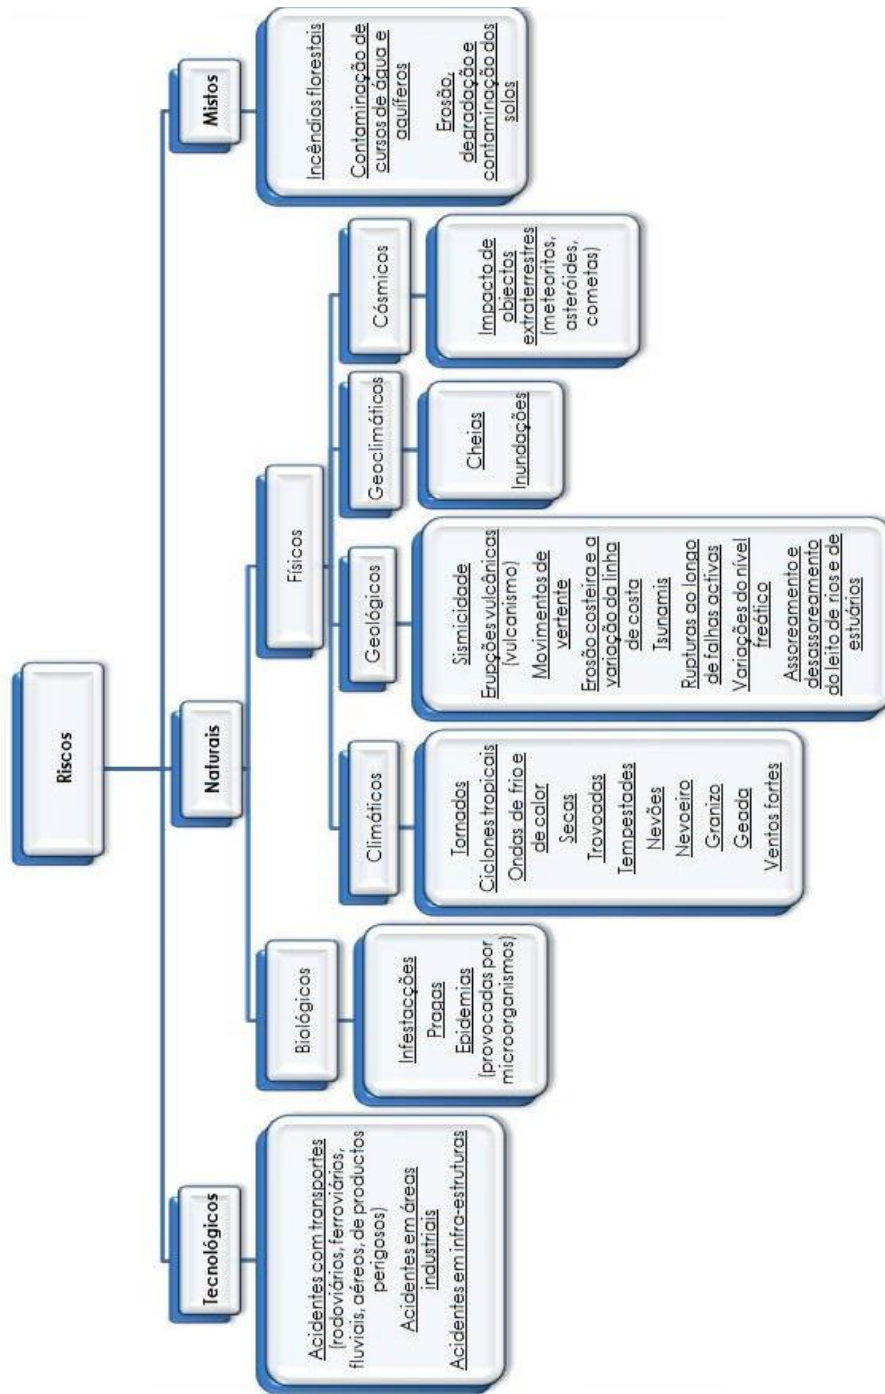 Riscos
Tecnológicos
Acidentes com transportes
(rodoviários, ferroviários,
fluviais, aéreos, de productos
perigosos)
Acidentes em áreas
industriais
Acidentes em infra-estruturas
Naturais
Biológicos
Infestacções
Pragas
Epidemias
(provocadas por
microorganismos)
Físicos
Climáticos
Tornados
Ciclones tropicais
Ondas de frio e
de calor
Secas
Trovoadas
Tempestades
Nevões
Nevoeiro
Granizo
Geada
Ventos fortes
Geológicos
Sismicidade
Erupções vulcânicas
(vulcanismo)
Movimentos de
vertente
Erosão costeira e a
variação da linha
de costa
Tsunamis
Rupturas ao longo
de falhas activas
Variações do nível
freático
Assoreamento e
desassoreamento
do leito de rios e de
estuários
Geoclimáticos
Cheias
Inundações
Cósmicos
Impacto de
objectos
extraterrestres
(meteoritos,
asteróides,
cometas)
Mistos
Incêndios florestais
Contaminação de
cursos de água e
aquíferos
Erosão,
degradação e
contaminação dos
solos